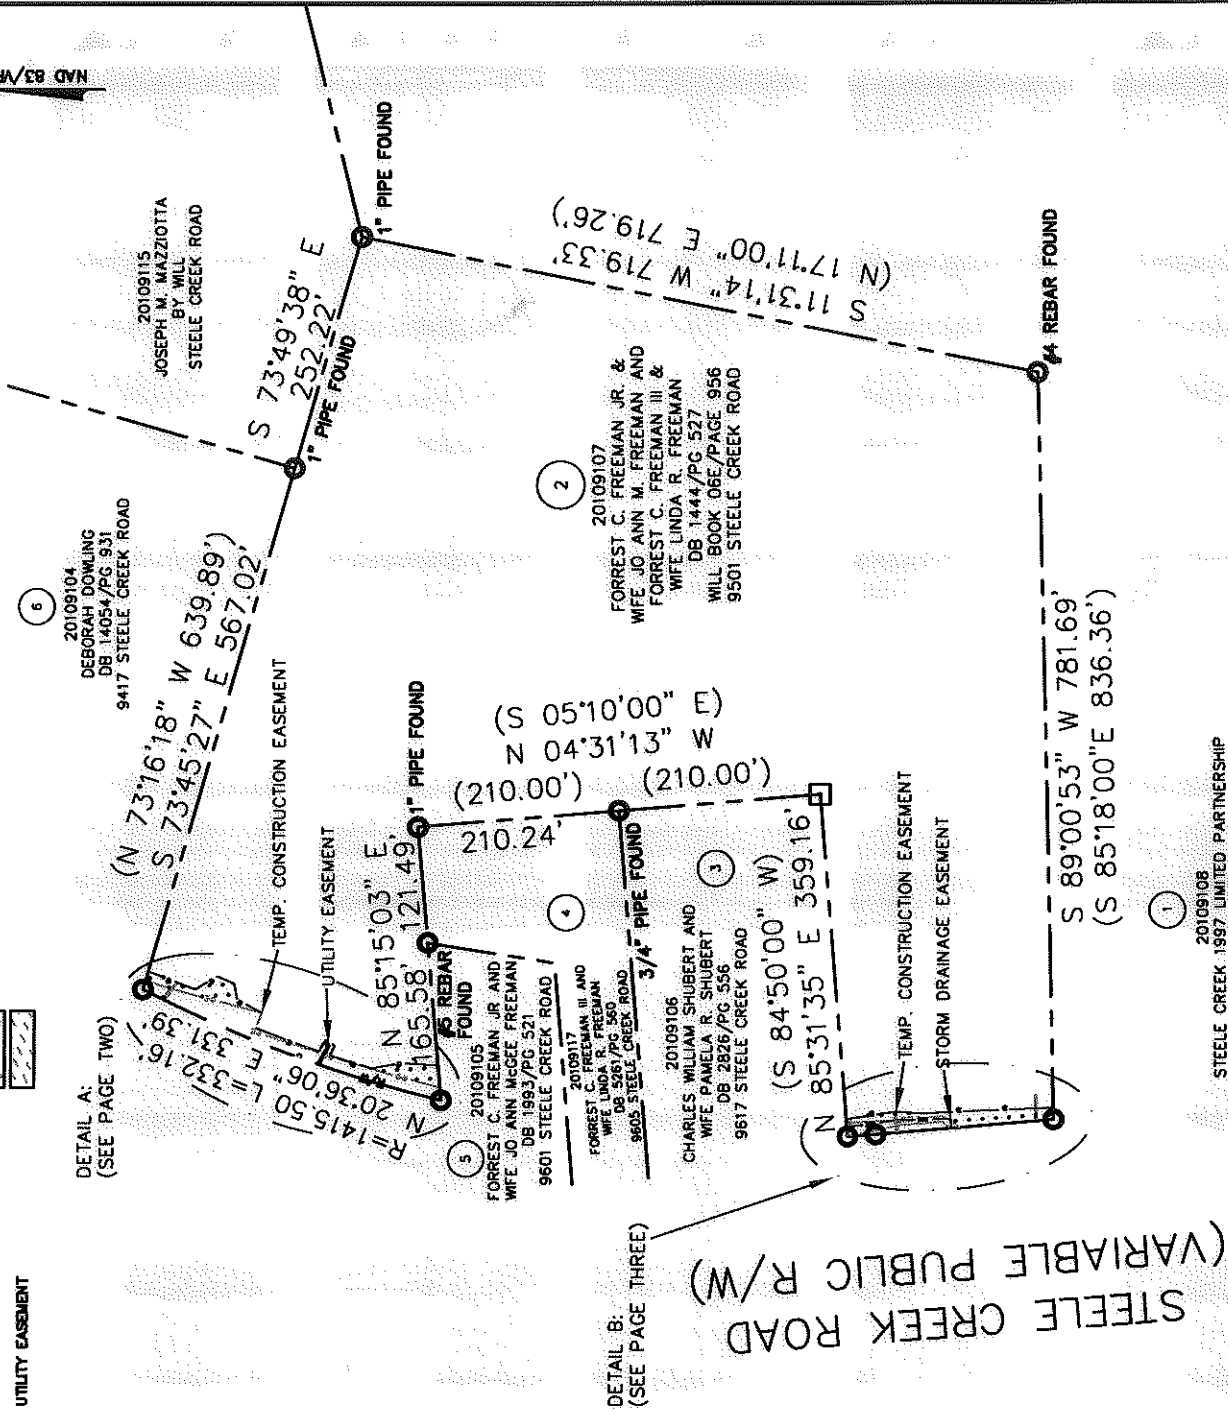 NAD 83/
UTILITY EASEMENT
DETAIL A:
(SEE PAGE TWO)
6
20109104
DEBORAH DOWLING
DB 14054/PG 931
9417 STEELE CREEK ROAD
20109115
JOSEPH M. MAZZIOTTA
BY WILL
STEELE CREEK ROAD
(N 73°16'18" W 639.89')
S 73°45'27" E 567.02'
S 73°49'38" E
252.22'
1" PIPE FOUND
1" PIPE FOUND
TEMP. CONSTRUCTION EASEMENT
UTILITY EASEMENT
R=1415.50 L=332.16'
N 20°36'06" E 331.39'
N 85°15'03" E
165.58'
121.49'
#5 REBAR
FOUND
1" PIPE FOUND
(S 05°10'00" E)
N 04°31'13" W
(210.00')
(210.00')
210.24'
S 11°31'14" W 719.33'
(N 17°11'00" E 719.26')
2
20109107
FORREST C. FREEMAN JR. &
WIFE JO ANN M. FREEMAN AND
FORREST C. FREEMAN III &
WIFE LINDA R. FREEMAN
DB 1444/PG 527
WILL BOOK 06E/PAGE 956
9501 STEELE CREEK ROAD
5
20109105
FORREST C. FREEMAN JR AND
WIFE JO ANN McGEE FREEMAN
DB 1993/PG 521
9601 STEELE CREEK ROAD
4
20109117
FORREST C. FREEMAN III AND
WIFE LINDA R. FREEMAN
DB 5261/PG 560
9605 STEELE CREEK ROAD
3/4" PIPE FOUND
3
20109106
CHARLES WILLIAM SHUBERT AND
WIFE PAMELA R. SHUBERT
DB 2826/PG 556
9617 STEELE CREEK ROAD
(S 84°50'00" W)
N 85°31'35" E 359.16'
TEMP. CONSTRUCTION EASEMENT
STORM DRAINAGE EASEMENT
#4 REBAR FOUND
S 89°00'53" W 781.69'
(S 85°18'00"E 836.36')
DETAIL B:
(SEE PAGE THREE)
STEELE CREEK ROAD
(VARIABLE PUBLIC R/W)
1
20109108
STEELE CREEK 1997 LIMITED PARTNERSHIP